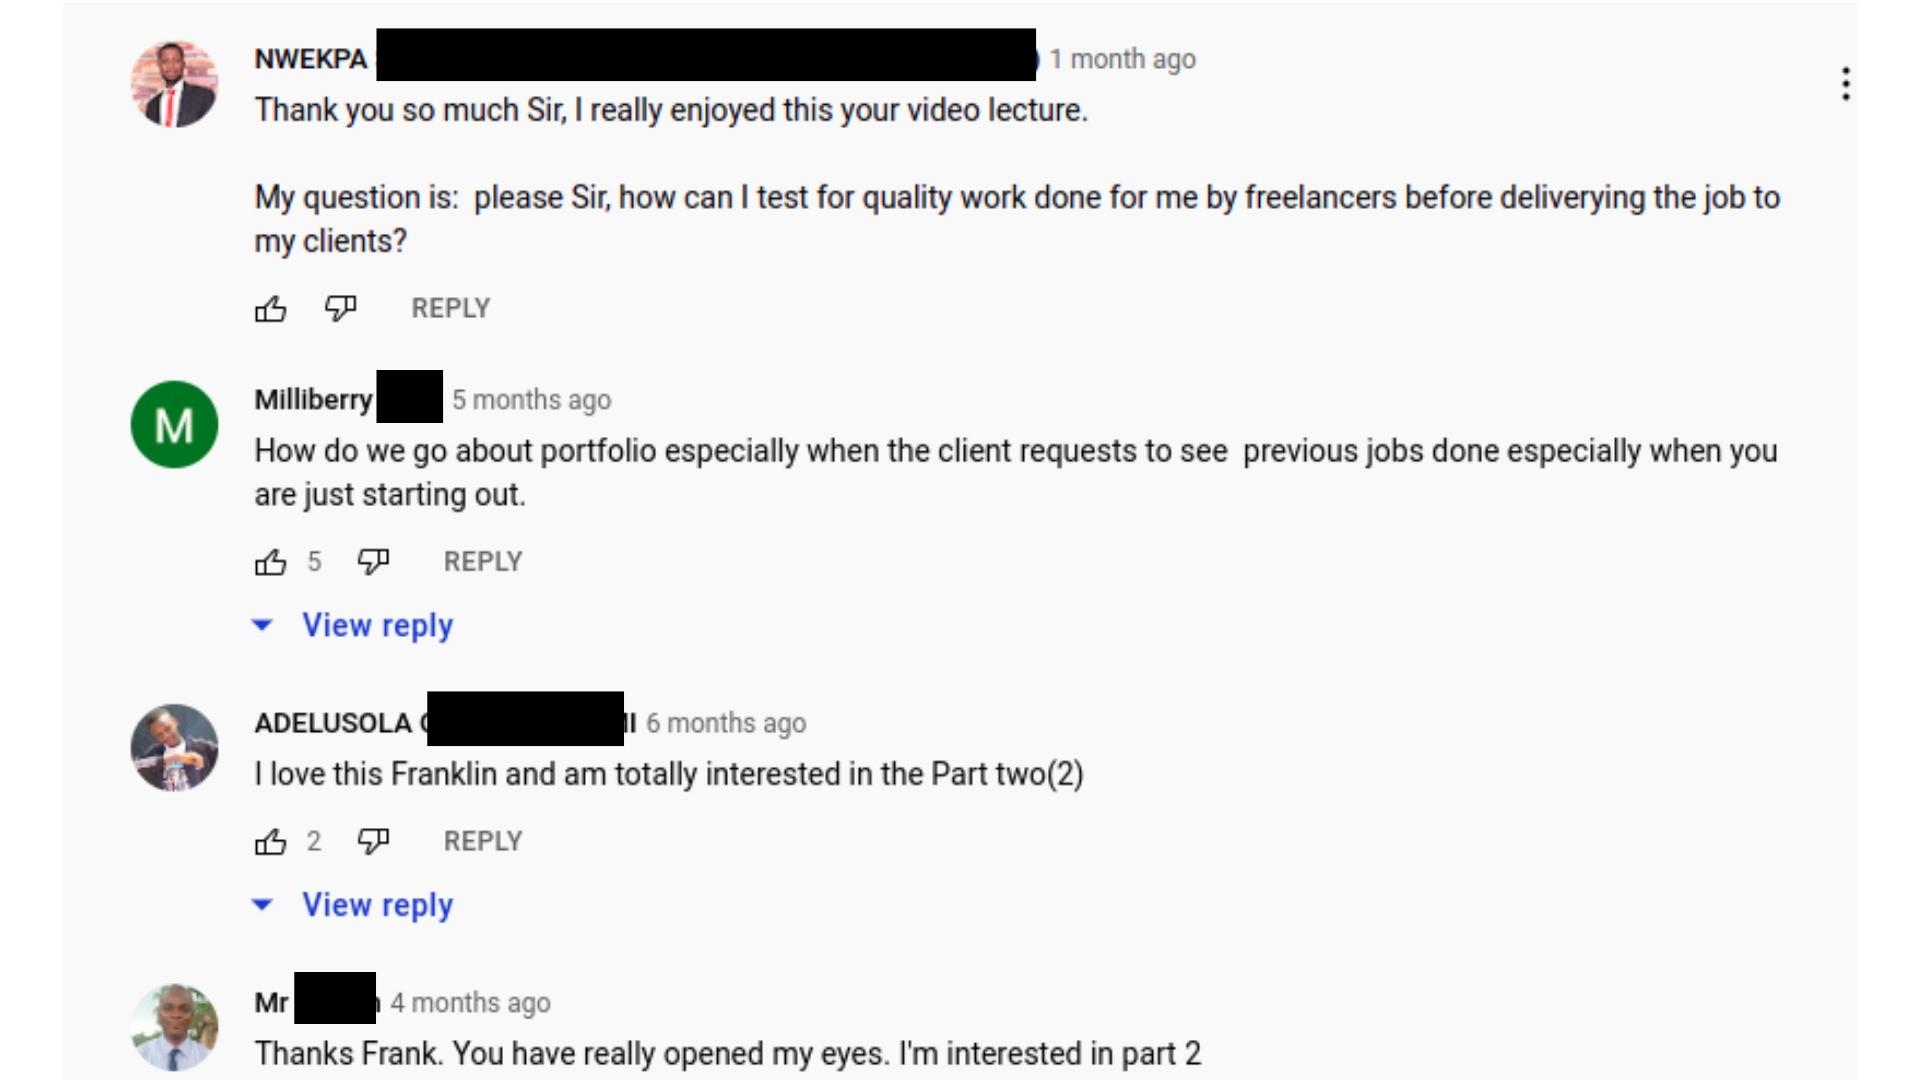 NWEKPA 1 month ago
Thank you so much Sir, I really enjoyed this your video lecture.
My question is:  please Sir, how can I test for quality work done for me by freelancers before deliverying the job to
my clients?
REPLY
M
Milliberry 5 months ago
How do we go about portfolio especially when the client requests to see  previous jobs done especially when you
are just starting out.
5 REPLY
View reply
ADELUSOLA 6 months ago
I love this Franklin and am totally interested in the Part two(2)
2 REPLY
View reply
Mr 4 months ago
Thanks Frank. You have really opened my eyes. I'm interested in part 2